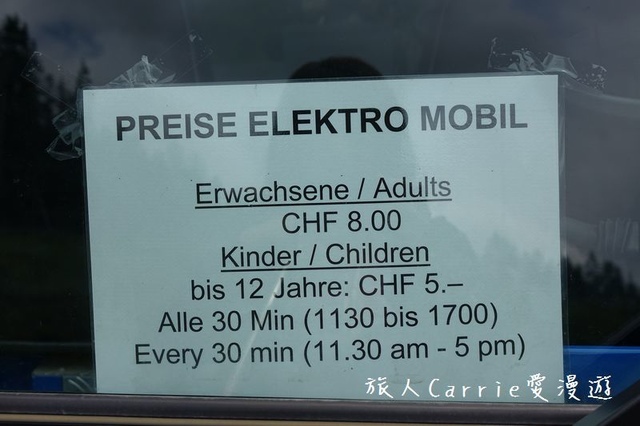 PREISE ELEKTRO MOBIL
Erwachsene / Adults
CHF 8.00
Kinder / Children
bis 12 Jahre: CHF 5.–
Alle 30 Min (1130 bis 1700)
Every 30 min (11.30 am - 5 pm)
旅人Carrie愛漫遊